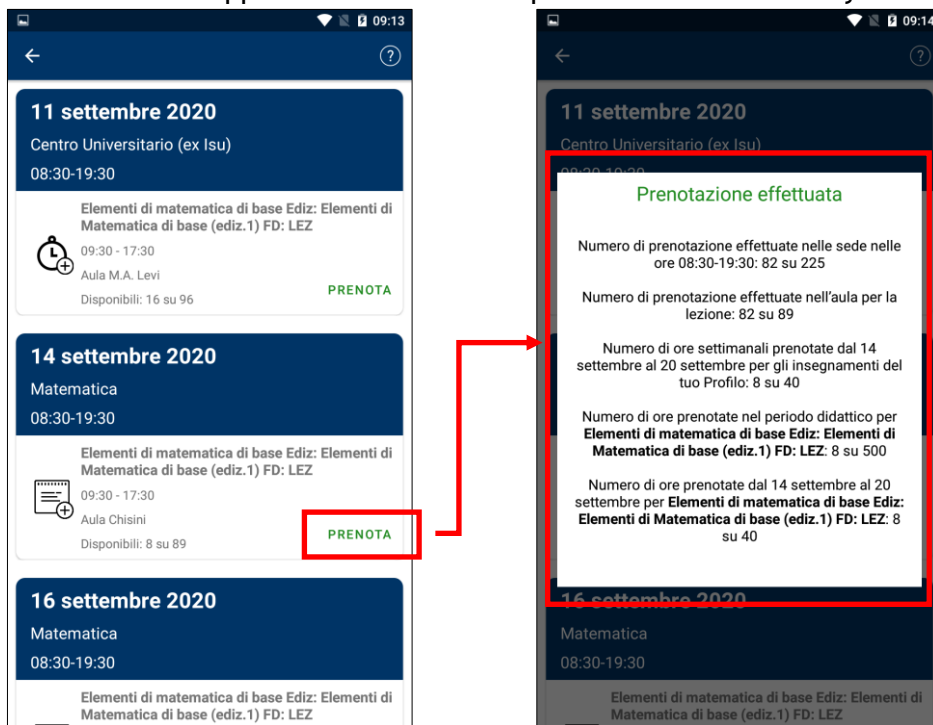 09:13
11 settembre 2020
Centro Universitario (ex Isu)
08:30-19:30
Elementi di matematica di base Ediz: Elementi di
Matematica di base (ediz.1) FD: LEZ
09:30 - 17:30
Aula M.A. Levi
Disponibili: 16 su 96
PRENOTA
14 settembre 2020
Matematica
08:30-19:30
Elementi di matematica di base Ediz: Elementi di
Matematica di base (ediz.1) FD: LEZ
09:30 - 17:30
Aula Chisini
Disponibili: 8 su 89
PRENOTA
16 settembre 2020
Matematica
08:30-19:30
Elementi di matematica di base Ediz: Elementi di
Matematica di base (ediz.1) FD: LEZ
09:14
11 settembre 2020
Centro Universitario (ex Isu)
08:30-19:30
Prenotazione effettuata
Numero di prenotazione effettuate nelle sede nelle
ore 08:30-19:30: 82 su 225
Numero di prenotazione effettuate nell'aula per la
lezione: 82 su 89
Numero di ore settimanali prenotate dal 14
settembre al 20 settembre per gli insegnamenti del
tuo Profilo: 8 su 40
Numero di ore prenotate nel periodo didattico per
Elementi di matematica di base Ediz: Elementi di
Matematica di base (ediz.1) FD: LEZ: 8 su 500
Numero di ore prenotate dal 14 settembre al 20
settembre per Elementi di matematica di base Ediz:
Elementi di Matematica di base (ediz.1) FD: LEZ: 8
su 40
16 settembre 2020
Matematica
08:30-19:30
Elementi di matematica di base Ediz: Elementi di
Matematica di base (ediz.1) FD: LEZ